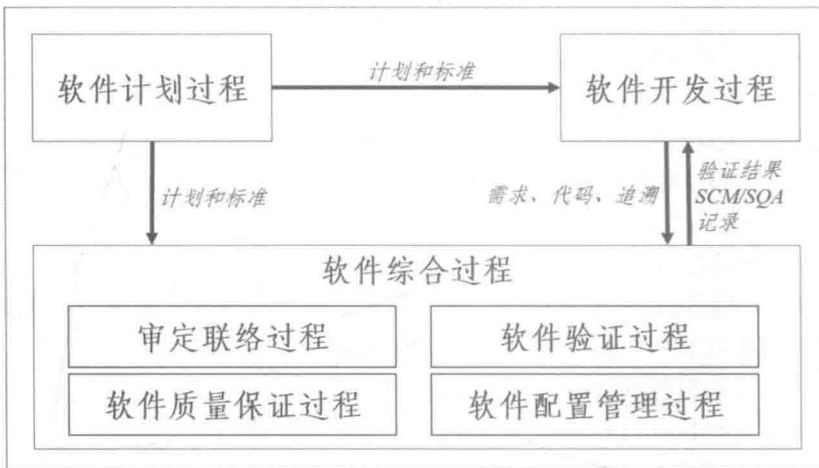 软件计划过程
计划和标准
软件开发过程
计划和标准
需求、代码、追溯
验证结果
SCM/SQA
记录
软件综合过程
审定联络过程
软件验证过程
软件质量保证过程
软件配置管理过程